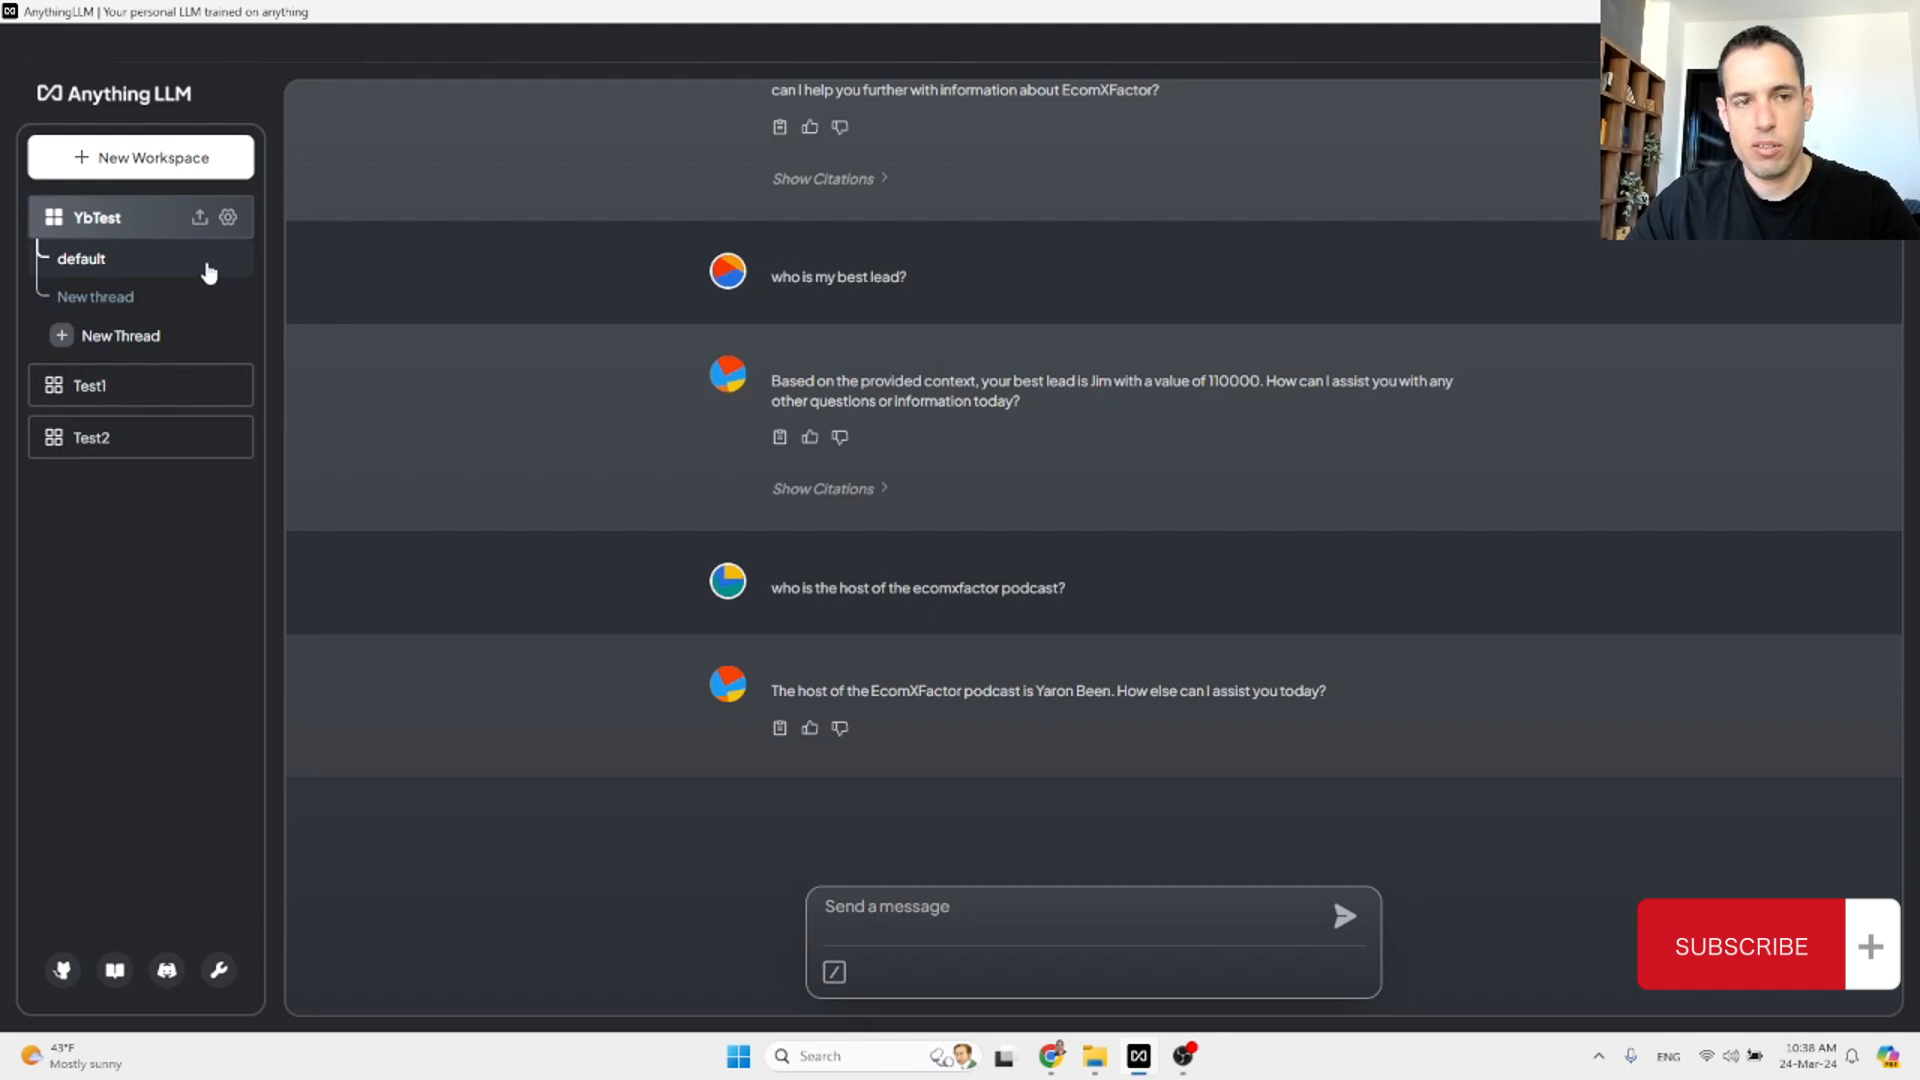 AnythingLLM | Your personal LLM trained on anything
Anything LLM
New Workspace
YbTest
default
New thread
New Thread
Test1
Test2
can I help you further with information about EcomXFactor?
Show Citations
who is my best lead?
Based on the provided context, your best lead is Jim with a value of 110000. How can I assist you with any
other questions or information today?
Show Citations
who is the host of the ecomxfactor podcast?
The host of the EcomXFactor podcast is Yaron Been. How else can I assist you today?
Send a message
SUBSCRIBE
43°F
Mostly sunny
Search
ENG
10:38 AM
24-Mar-24